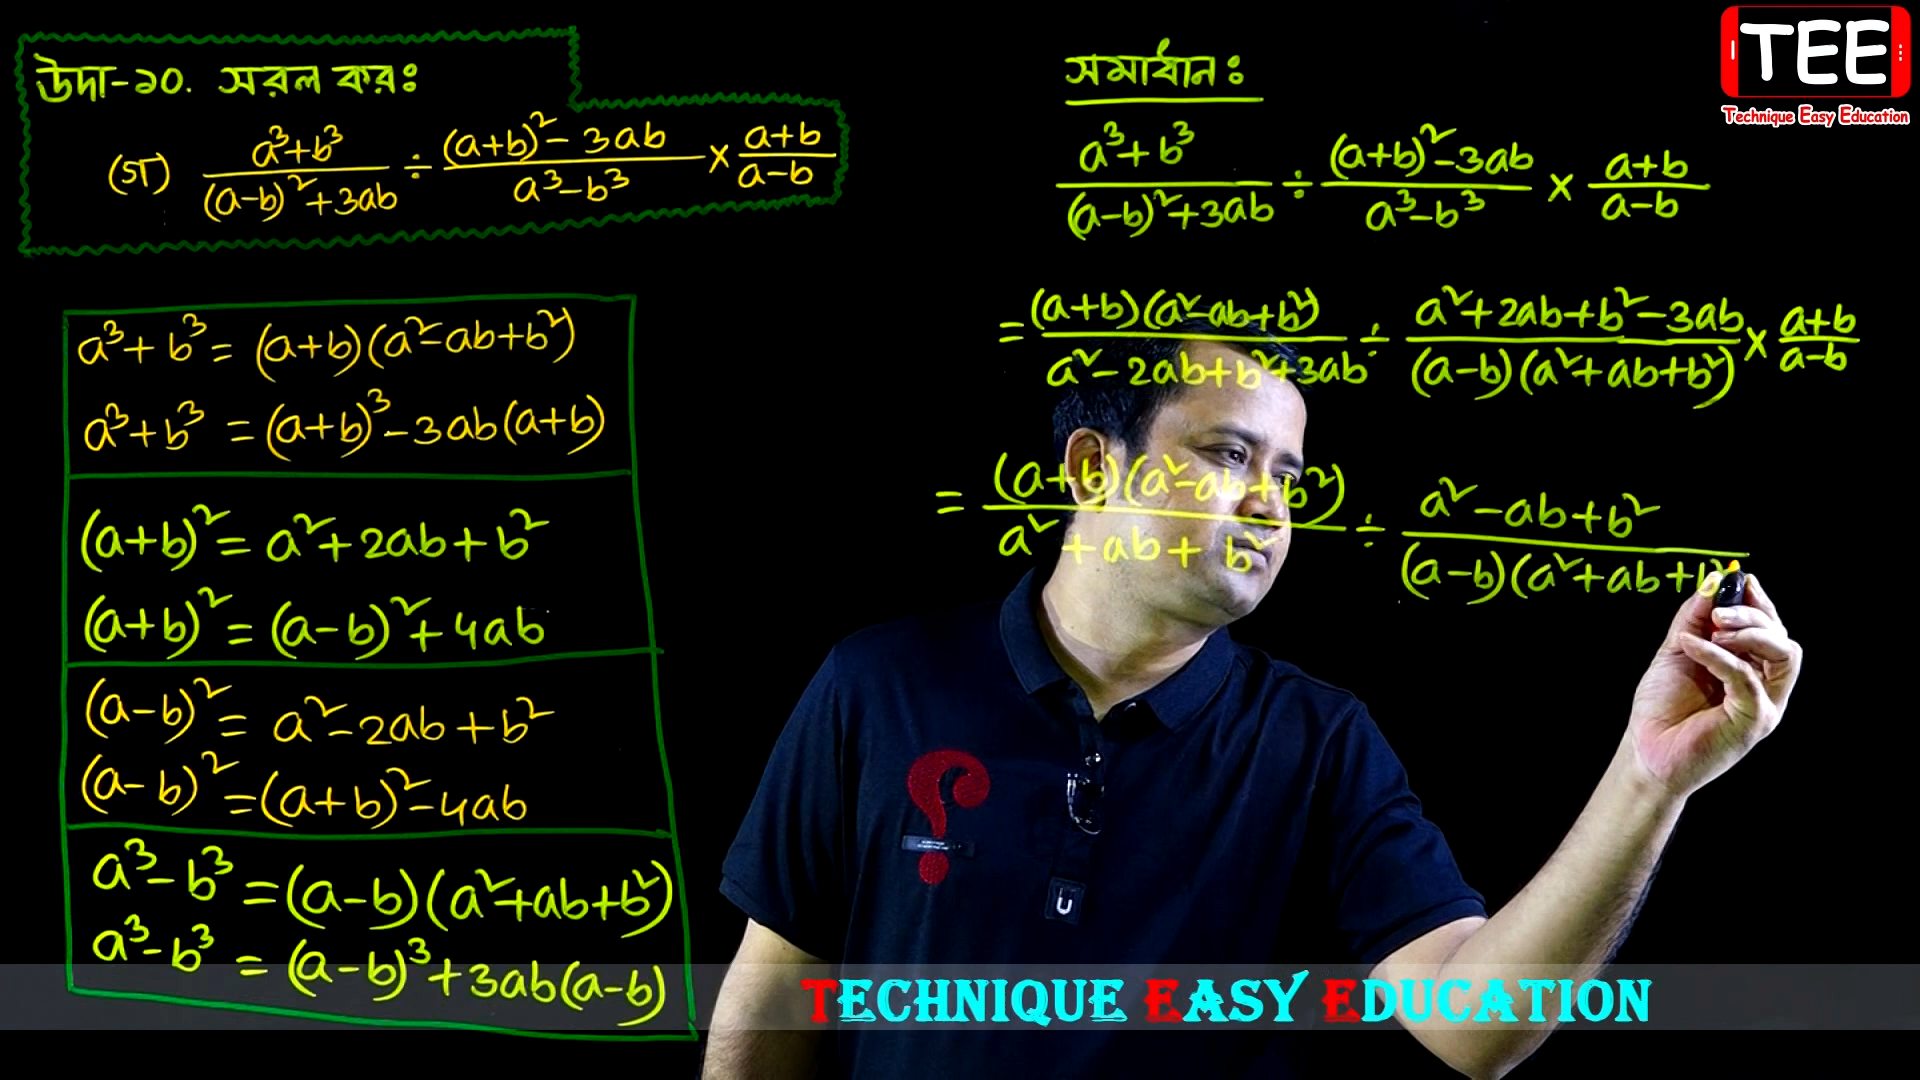 উদা-১০. সরল কর:
(গ) (a³+b³)/((a-b)²+3ab) ÷ ((a+b)²-3ab)/(a³-b³) × (a+b)/(a-b)
a³+b³ = (a+b)(a²-ab+b²)
a³+b³ = (a+b)³-3ab(a+b)
(a+b)² = a²+2ab+b²
(a+b)² = (a-b)²+4ab
(a-b)² = a²-2ab+b²
(a-b)² = (a+b)²-4ab
a³-b³ = (a-b)(a²+ab+b²)
a³-b³ = (a-b)³+3ab(a-b)
সমাধান:
(a³+b³)/((a-b)²+3ab) ÷ ((a+b)²-3ab)/(a³-b³) × (a+b)/(a-b)
= ((a+b)(a²-ab+b²))/(a²-2ab+b²+3ab) ÷ (a²+2ab+b²-3ab)/((a-b)(a²+ab+b²)) × (a+b)/(a-b)
= ((a+b)(a²-ab+b²))/(a²+ab+b²) ÷ (a²-ab+b²)/((a-b)(a²+ab+b²
TEE
Technique Easy Education
TECHNIQUE EASY EDUCATION
U